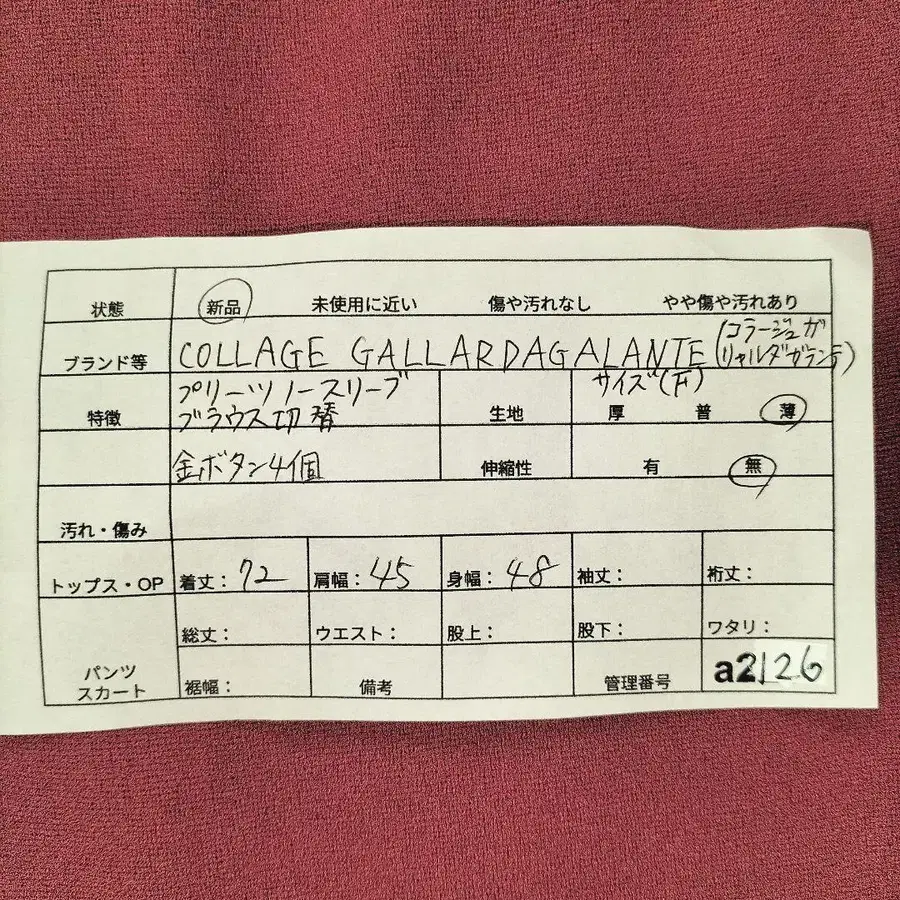 状態 新品 未使用に近い 傷や汚れなし やや傷や汚れあり
ブランド等 COLLAGE GALLARDAGALANTE (コラージュガ
リャルダガランテ)
特徴 プリーツノースリーブ
ブラウス切替
生地 サイズ(F)
厚 普 薄
金ボタン4個 伸縮性 有 無
汚れ・傷み
トップス・OP 着丈: 72 肩幅: 45 身幅: 48 袖丈: 裄丈:
パンツ
スカート
総丈: ウエスト: 股上: 股下: ワタリ:
裾幅: 備考 管理番号 a2126